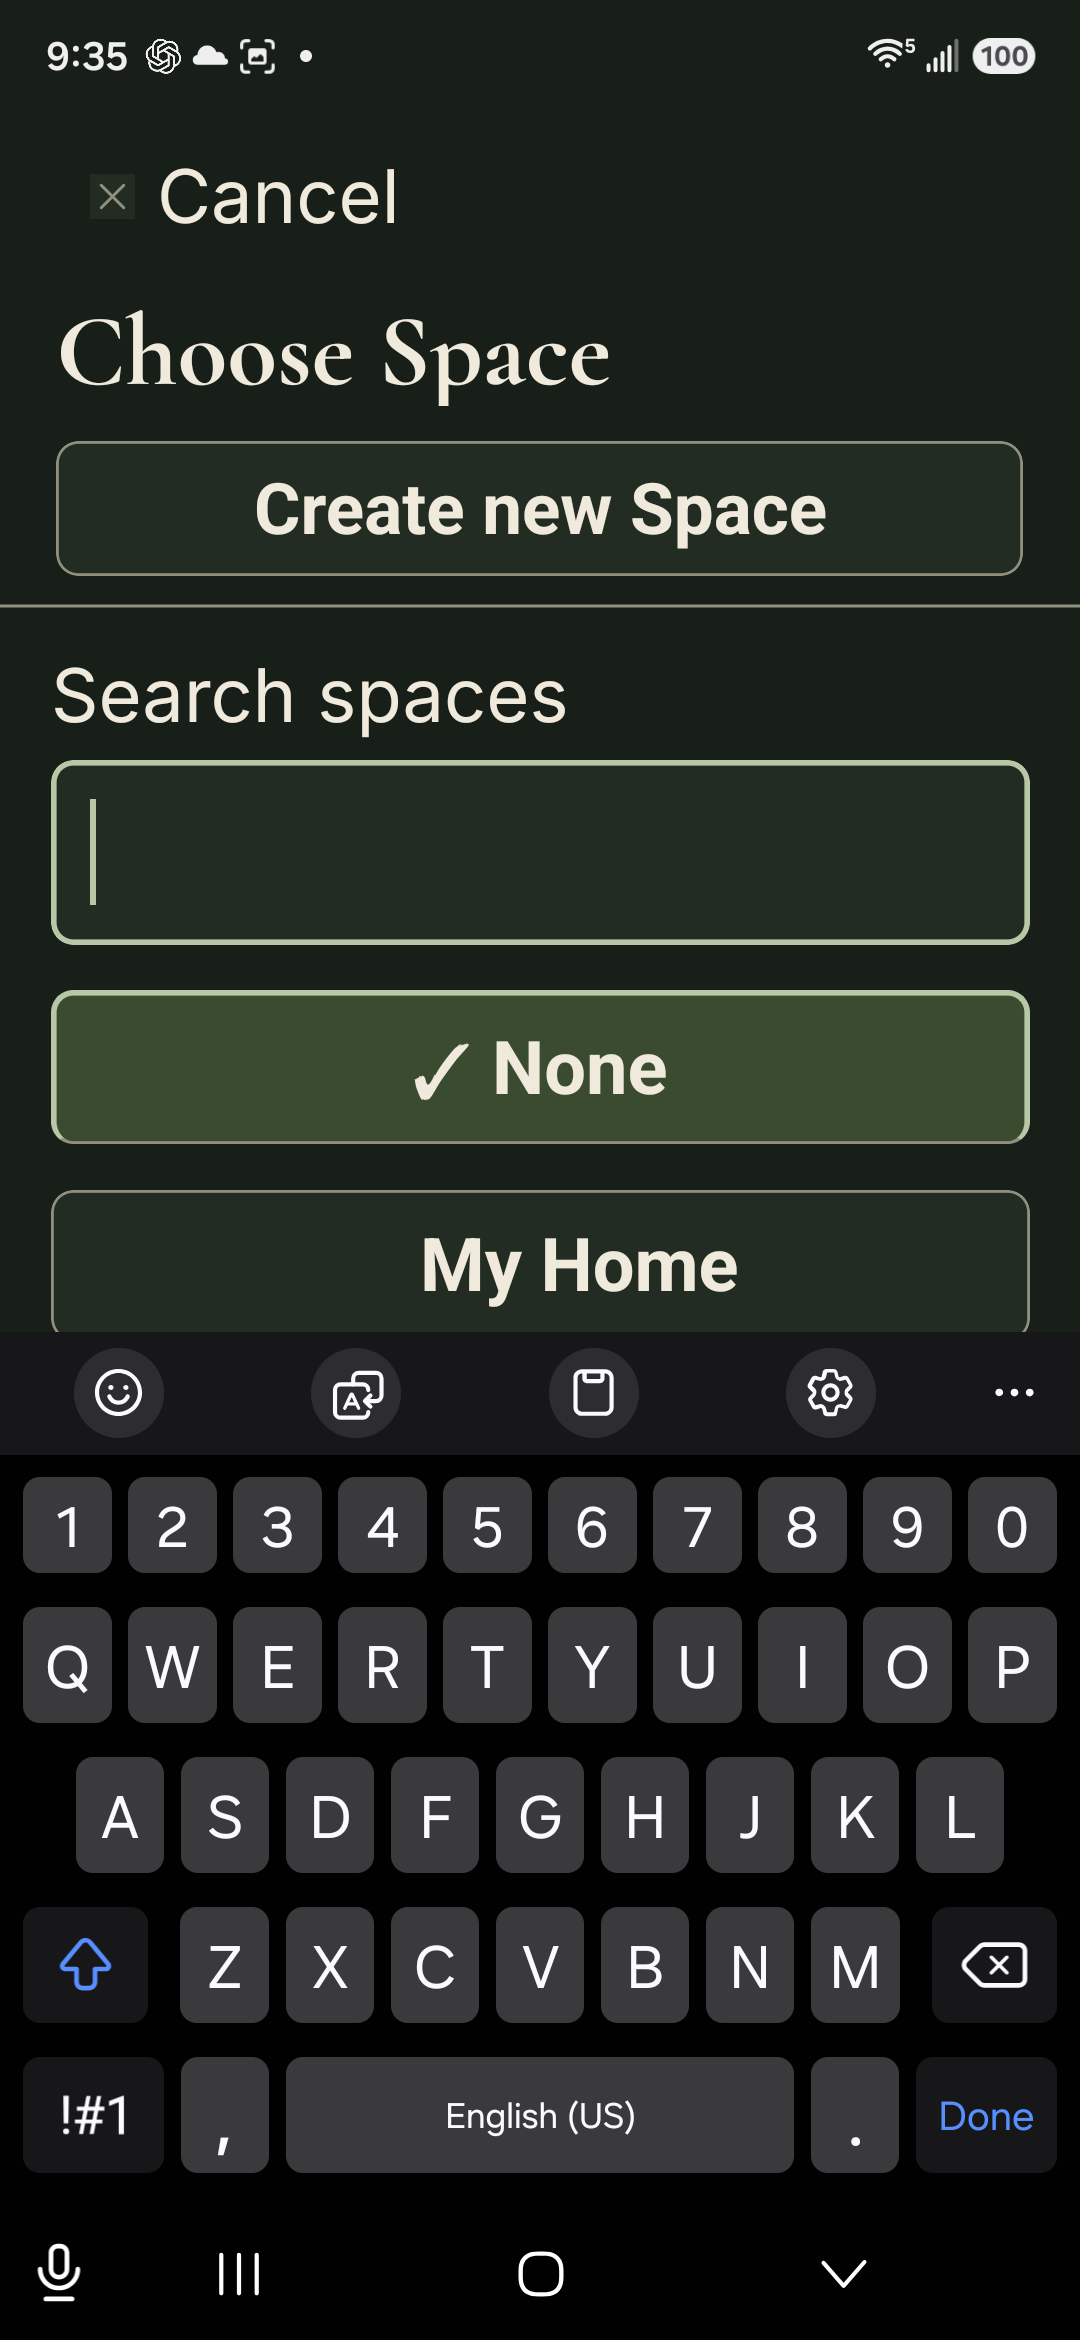 9:35
5
100
Cancel
Choose Space
Create new Space
Search spaces
✓ None
My Home
A
1 2 3 4 5 6 7 8 9 0
Q W E R T Y U I O P
A S D F G H J K L
Z X C V B N M
!#1 , English (US) . Done